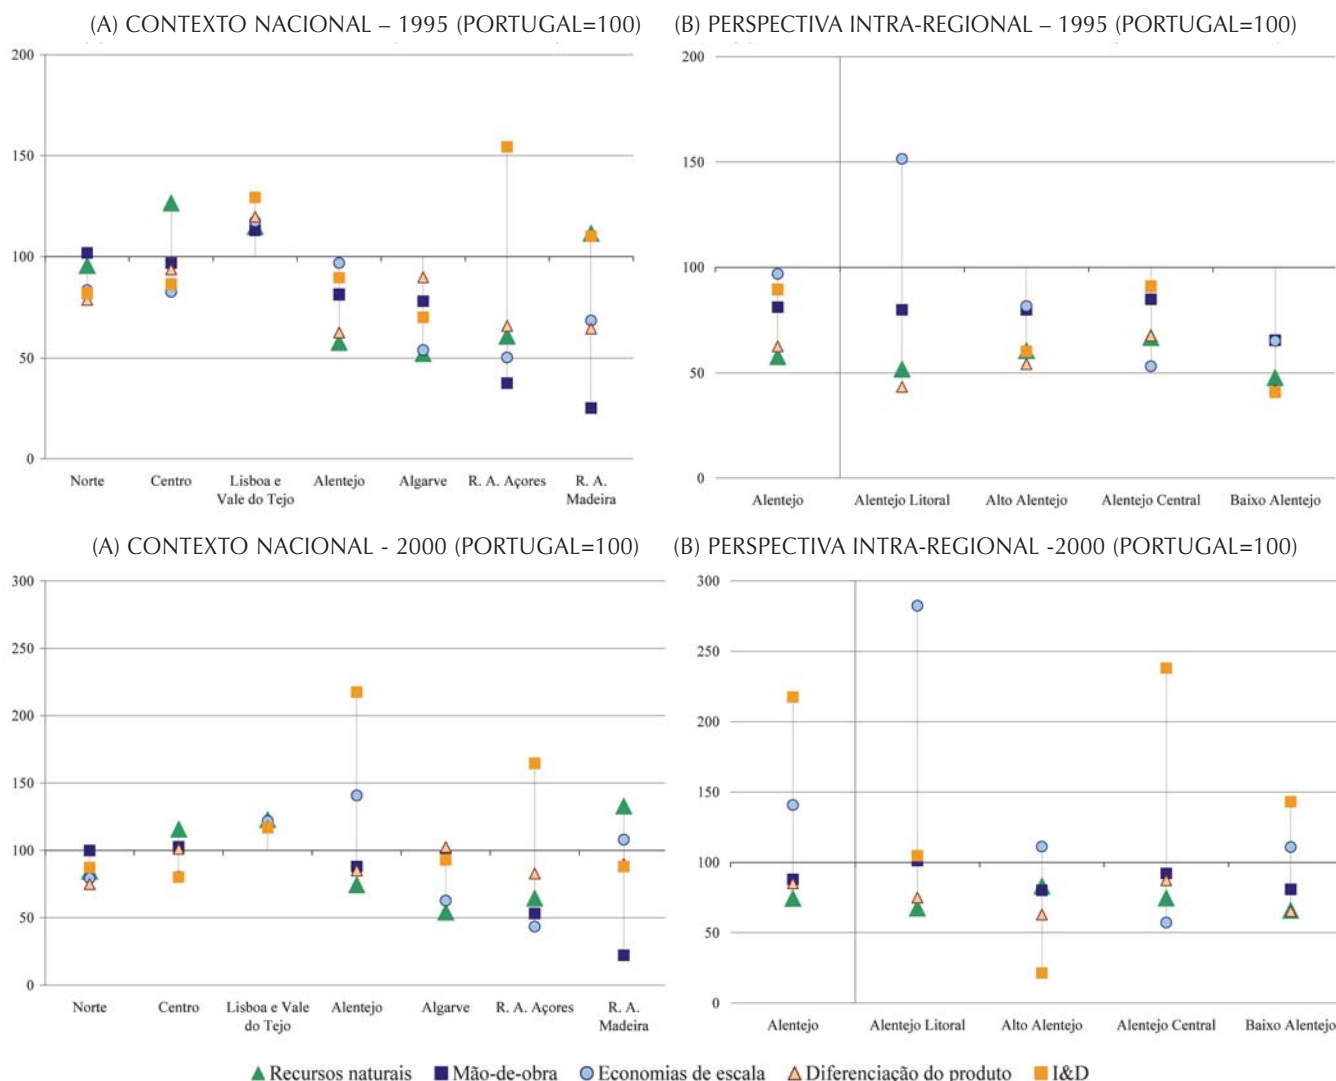 (A) CONTEXTO NACIONAL – 1995 (PORTUGAL=100)
(B) PERSPECTIVA INTRA-REGIONAL – 1995 (PORTUGAL=100)
200
150
100
50
0
Norte
Centro
Lisboa e
Vale do Tejo
Alentejo
Algarve
R. A. Açores
R. A.
Madeira
200
150
100
50
0
Alentejo
Alentejo Litoral
Alto Alentejo
Alentejo Central
Baixo Alentejo
(A) CONTEXTO NACIONAL - 2000 (PORTUGAL=100)
(B) PERSPECTIVA INTRA-REGIONAL -2000 (PORTUGAL=100)
300
250
200
150
100
50
0
Norte
Centro
Lisboa e Vale
do Tejo
Alentejo
Algarve
R. A. Açores
R. A.
Madeira
300
250
200
150
100
50
0
Alentejo
Alentejo Litoral
Alto Alentejo
Alentejo Central
Baixo Alentejo
Recursos naturais
Mão-de-obra
Economias de escala
Diferenciação do produto
I&D